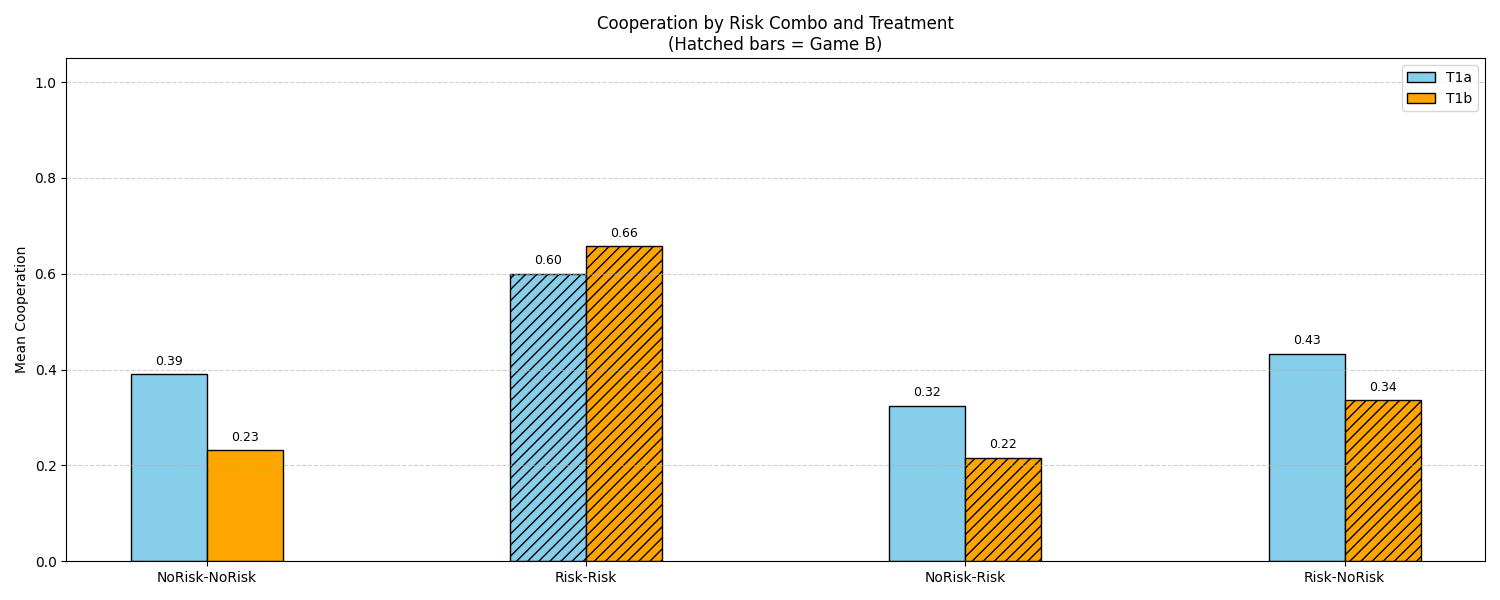 Cooperation by Risk Combo and Treatment
(Hatched bars = Game B)
T1a
T1b
Mean Cooperation
1.0
0.8
0.6
0.4
0.2
0.0
0.39
0.23
0.60
0.66
0.32
0.22
0.43
0.34
NoRisk-NoRisk
Risk-Risk
NoRisk-Risk
Risk-NoRisk